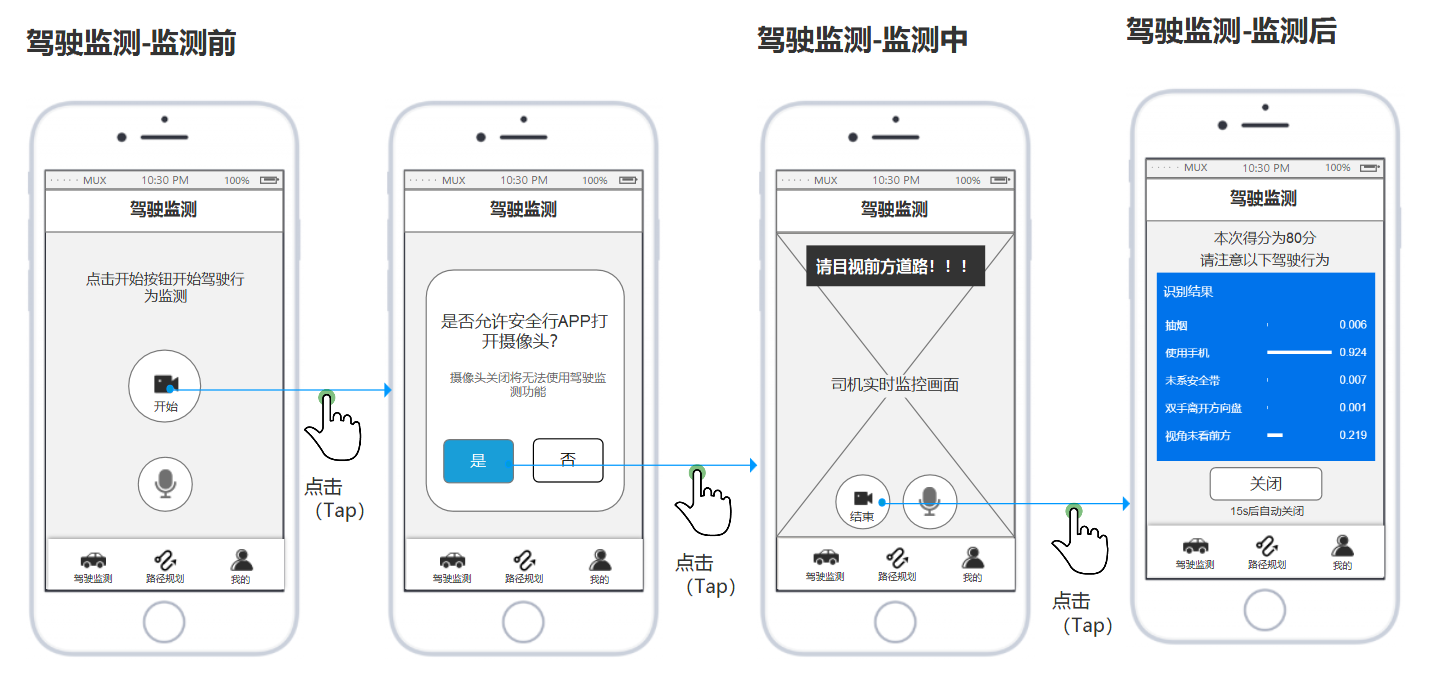 驾驶监测-监测前
MUX 10:30 PM 100%
驾驶监测
点击开始按钮开始驾驶行
为监测
开始
驾驶监测 路径规划 我的
点击
（Tap）
MUX 10:30 PM 100%
驾驶监测
是否允许安全行APP打
开摄像头?
摄像头关闭将无法使用驾驶监
测功能
是 否
驾驶监测 路径规划 我的
点击
（Tap）
驾驶监测-监测中
MUX 10:30 PM 100%
驾驶监测
请目视前方道路！！！
司机实时监控画面
结束
驾驶监测 路径规划 我的
点击
（Tap）
驾驶监测-监测后
MUX 10:30 PM 100%
驾驶监测
本次得分为80分
请注意以下驾驶行为
识别结果
抽烟 0.006
使用手机 0.924
未系安全带 0.007
双手离开方向盘 0.001
视角未看前方 0.219
关闭
15s后自动关闭
驾驶监测 路径规划 我的